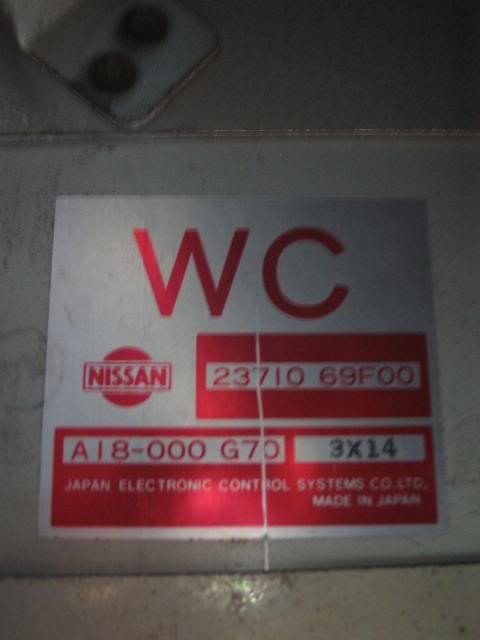 WC
NISSAN
23710 69F00
A18-000 G70
3X14
JAPAN ELECTRONIC CONTROL SYSTEMS CO.LTD.
MADE IN JAPAN